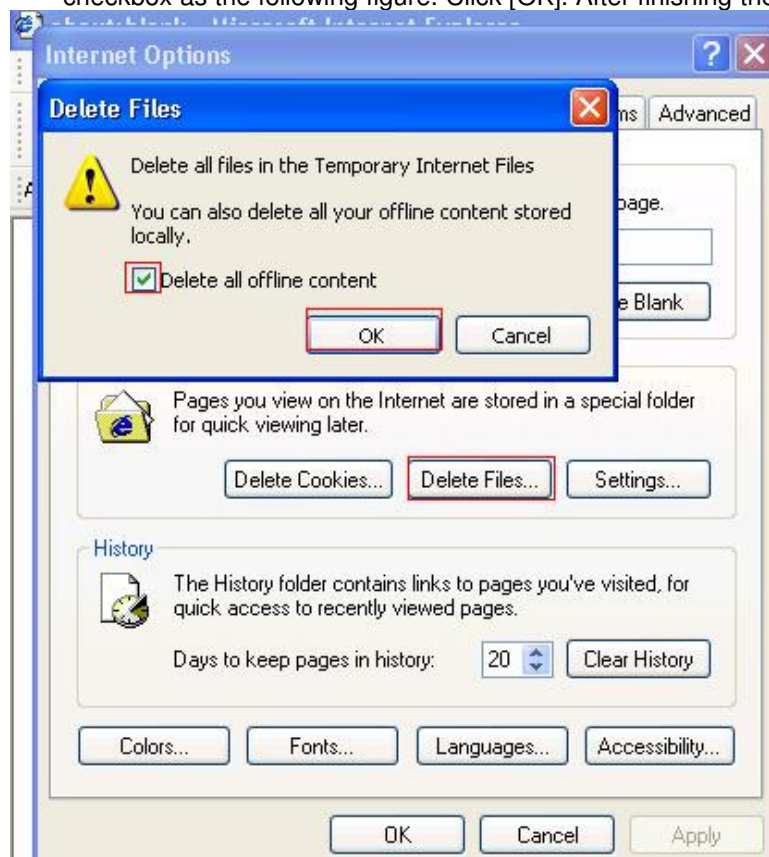 checkbox as the following figure. Click [OK]. After finishing the
Internet Options
Delete Files
Advanced
Delete all files in the Temporary Internet Files
You can also delete all your offline content stored
locally.
page.
Delete all offline content
OK Cancel
Blank
Pages you view on the Internet are stored in a special folder
for quick viewing later.
Delete Cookies... Delete Files... Settings...
History
The History folder contains links to pages you've visited, for
quick access to recently viewed pages.
Days to keep pages in history: 20 Clear History
Colors... Fonts... Languages... Accessibility...
OK Cancel Apply